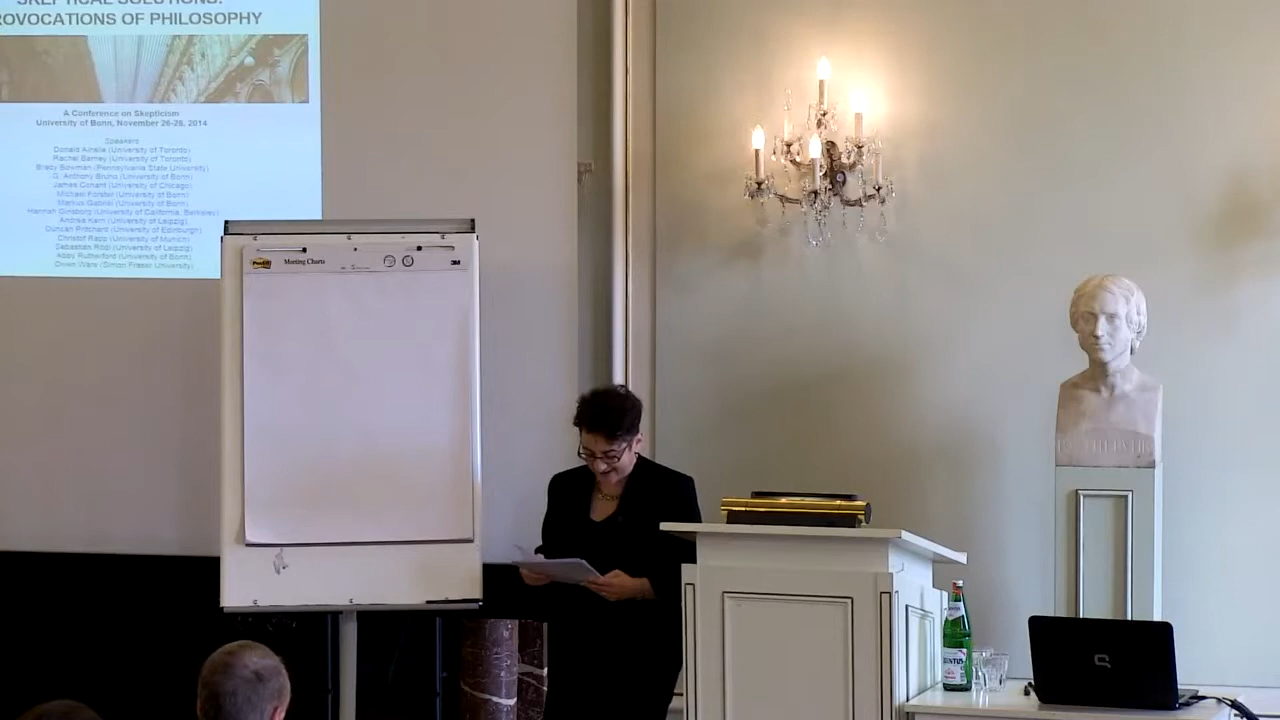 SKEPTICAL SOLUTIONS:
ROVOCATIONS OF PHILOSOPHY
A Conference on Skepticism
University of Bonn, November 26-28, 2014
Speakers
Donald Ainslie (University of Toronto)
Rachel Barney (University of Toronto)
Brady Bowman (Pennsylvania State University)
G. Anthony Bruno (University of Bonn)
James Conant (University of Chicago)
Michael Forster (University of Bonn)
Markus Gabriel (University of Bonn)
Hannah Ginsborg (University of California, Berkeley)
Andrea Kern (University of Leipzig)
Duncan Pritchard (University of Edinburgh)
Christof Rapp (University of Munich)
Sebastian Rödl (University of Leipzig)
Abby Rutherford (University of Bonn)
Owen Ware (Simon Fraser University)
Post-it
Meeting Charts
3M